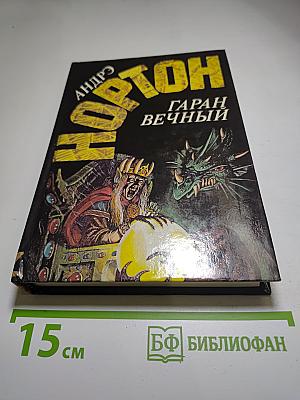 АНДРЭ
НОРТОН
ГАРАН
ВЕЧНЫЙ
15 см
БФ БИБЛИОФАН